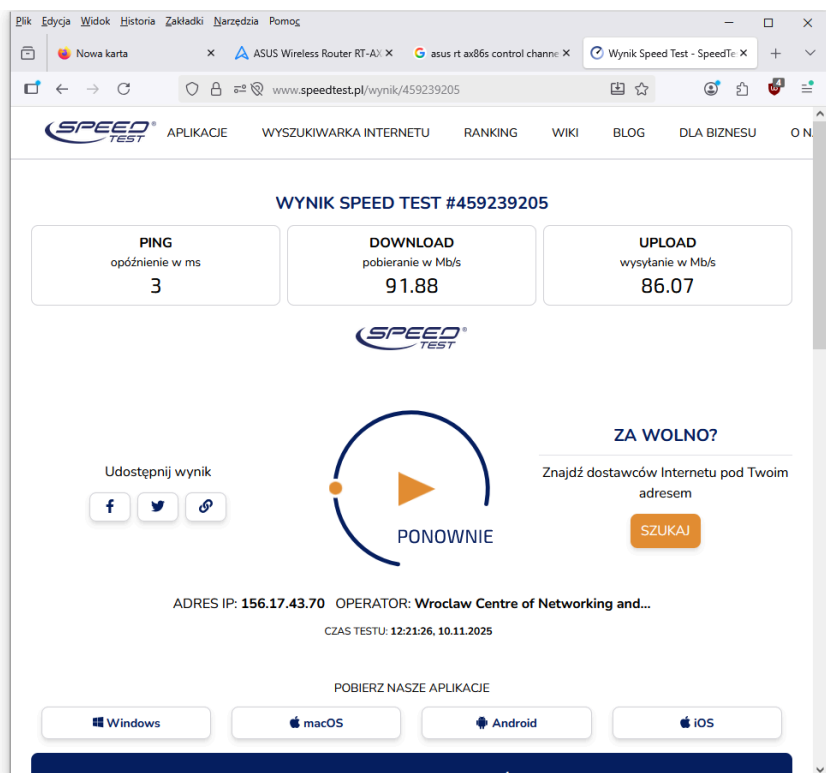 Plik Edycja Widok Historia Zakładki Narzędzia Pomoc
Nowa karta
ASUS Wireless Router RT-AX
asus rt ax86s control channe
Wynik Speed Test - SpeedTe
www.speedtest.pl/wynik/459239205
4
SPEED TEST APLIKACJE WYSZUKIWARKA INTERNETU RANKING WIKI BLOG DLA BIZNESU O N
WYNIK SPEED TEST #459239205
PING
opóźnienie w ms
3
DOWNLOAD
pobieranie w Mb/s
91.88
UPLOAD
wysyłanie w Mb/s
86.07
SPEED TEST
Udostępnij wynik
PONOWNIE
ZA WOLNO?
Znajdź dostawców Internetu pod Twoim
adresem
SZUKAJ
ADRES IP: 156.17.43.70 OPERATOR: Wroclaw Centre of Networking and...
CZAS TESTU: 12:21:26, 10.11.2025
POBIERZ NASZE APLIKACJE
Windows
macOS
Android
iOS